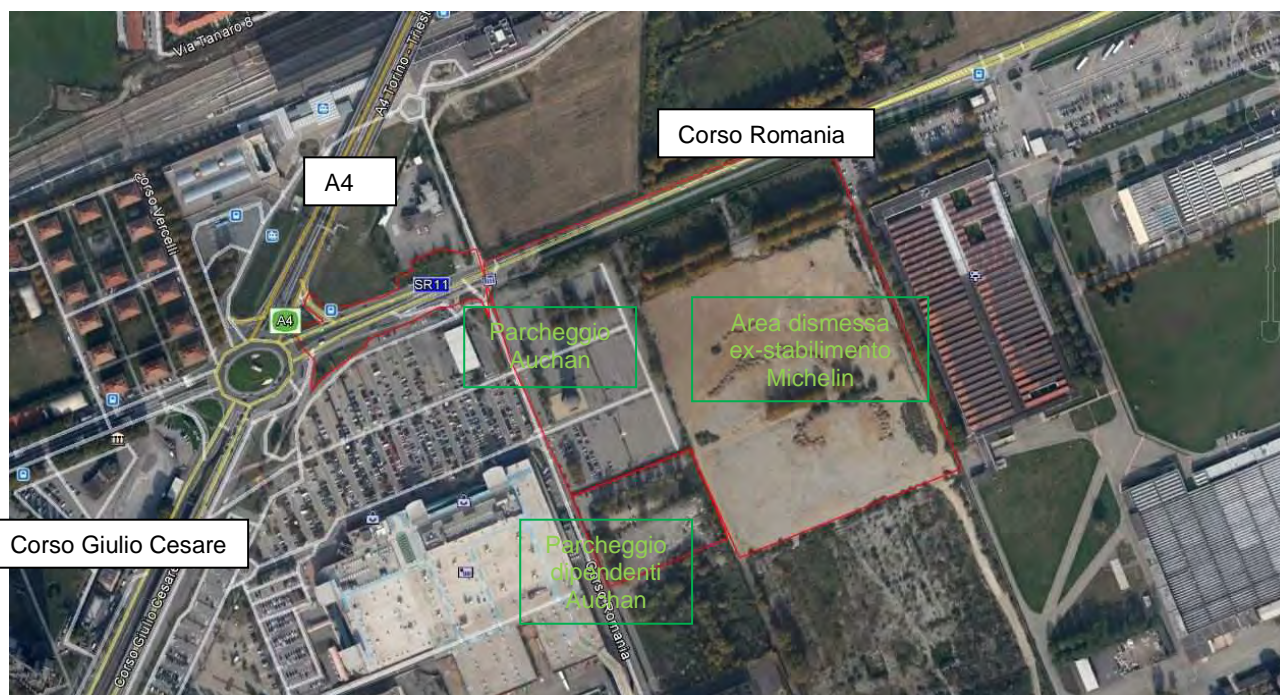 Via Tanaro 8
A4 Torino - Trieste
Corso Romania
A4
corso Vercelli
SR11
A4
Parcheggio
Auchan
Area dismessa
ex-stabilimento
Michelin
Corso Giulio Cesare
Parcheggio
dipendenti
Auchan
Corso Romania
Corso Giulio Cesare